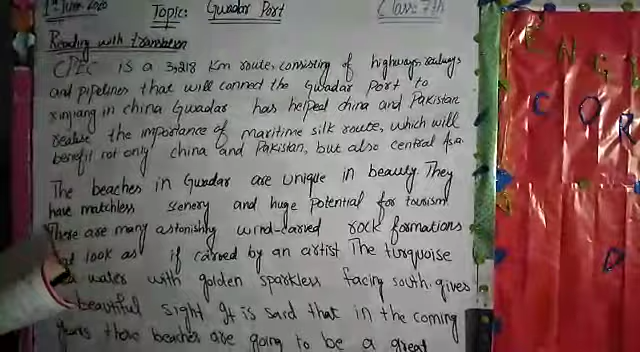 1st June 2020 Topic: Gwadar Port Class: 7th
Reading with translation
CPEC is a 3,218 Km route, consisting of highways, railways
and pipelines that will connect the Gwadar Port to
xinjiang in china Gwadar has helped china and Pakistan
realise the importance of maritime silk route, which will
benefit not only china and Pakistan, but also central Asia.
The beaches in Gwadar are unique in beauty. They
have matchless scenery and huge potential for tourism
There are many astonishing wind-carved rock formations
look as if carved by an artist The turquoise
water with golden sparkless facing south, gives
beautiful sight It is said that in the coming
years these beaches are going to be a great
ENG
COR